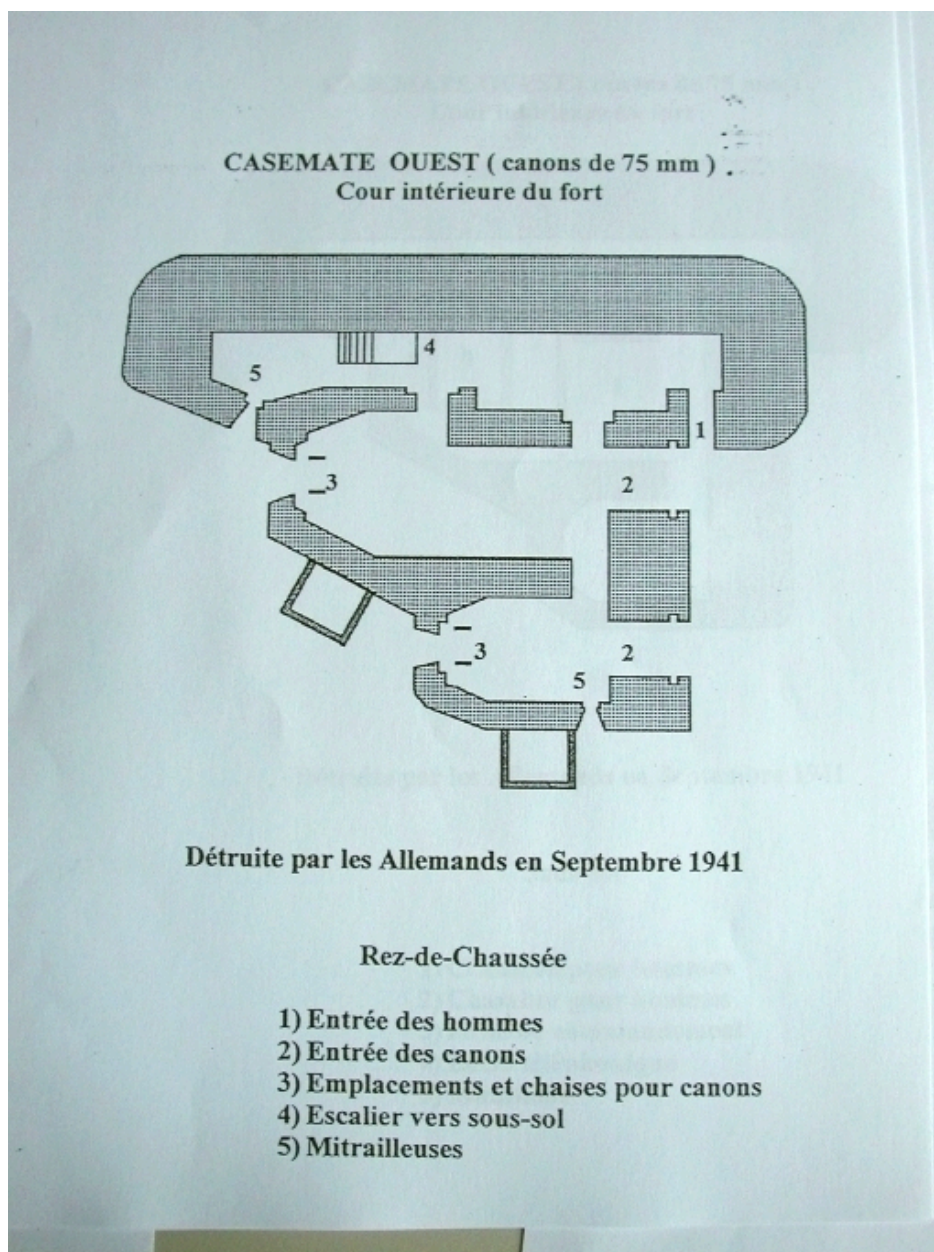 CASEMATE OUEST ( canons de 75 mm )
Cour intérieure du fort
4
5
1
3
2
3
2
5
Détruite par les Allemands en Septembre 1941
Rez-de-Chaussée
1) Entrée des hommes
2) Entrée des canons
3) Emplacements et chaises pour canons
4) Escalier vers sous-sol
5) Mitrailleuses